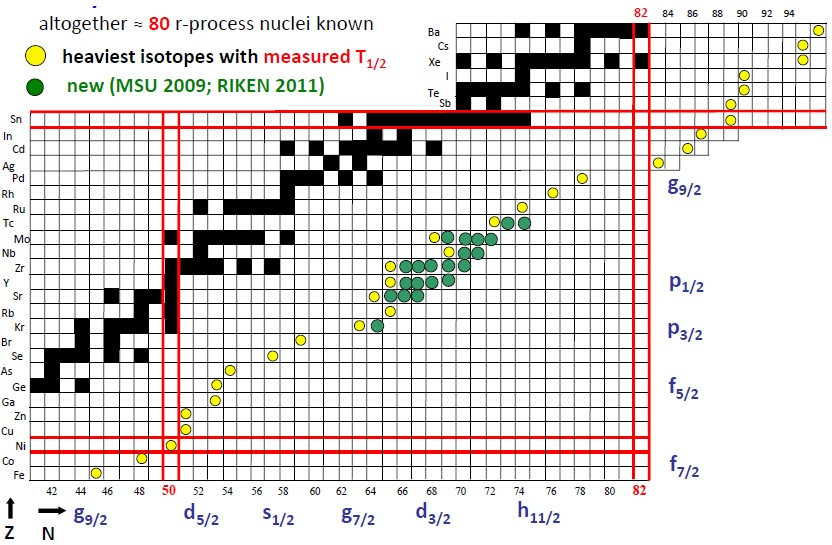 altogether ≈ 80 r-process nuclei known
heaviest isotopes with measured T1/2
new (MSU 2009; RIKEN 2011)
82 84 86 88 90 92 94
Ba
Cs
Xe
I
Te
Sb
Sn
In
Cd
Ag
Pd
g9/2
Rh
Ru
Tc
Mo
Nb
Zr
Y
p1/2
Sr
Rb
Kr
p3/2
Br
Se
As
Ge
f5/2
Ga
Zn
Cu
Ni
Co
f7/2
Fe
42 44 46 48 50 52 54 56 58 60 62 64 66 68 70 72 74 76 78 80 82
Z N g9/2 d5/2 s1/2 g7/2 d3/2 h11/2